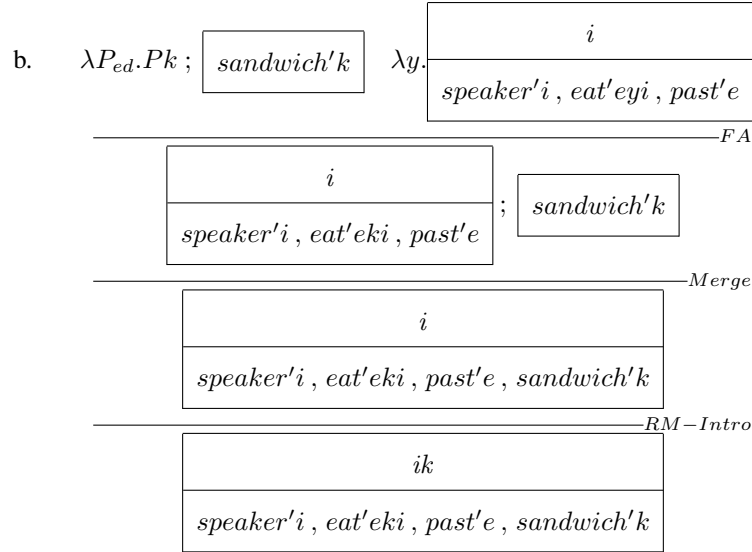 i
b. λP_ed.Pk ; sandwich′k λy.
speaker′i , eat′eyi , past′e
FA
i
; sandwich′k
speaker′i , eat′eki , past′e
Merge
i
speaker′i , eat′eki , past′e , sandwich′k
RM−Intro
ik
speaker′i , eat′eki , past′e , sandwich′k